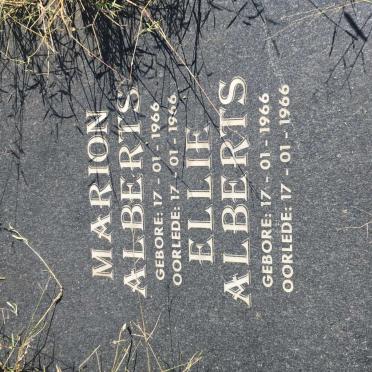 MARION
ALBERTS
GEBORE: 17 - 01 - 1966
OORLEDE: 17 - 01 - 1966
ELLIE
ALBERTS
GEBORE: 17 - 01 - 1966
OORLEDE: 17 - 01 - 1966